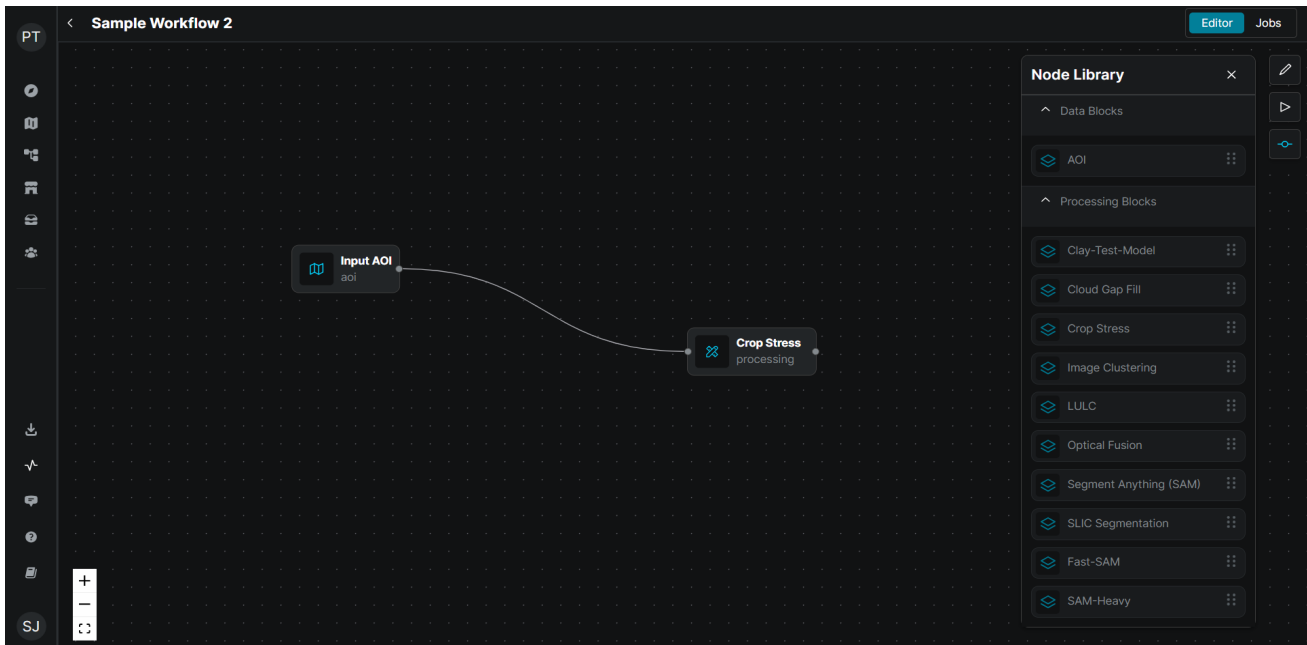 PT
Sample Workflow 2
Editor
Jobs
Input AOI
aoi
Crop Stress
processing
Node Library
Data Blocks
AOI
Processing Blocks
Clay-Test-Model
Cloud Gap Fill
Crop Stress
Image Clustering
LULC
Optical Fusion
Segment Anything (SAM)
SLIC Segmentation
Fast-SAM
SAM-Heavy
SJ